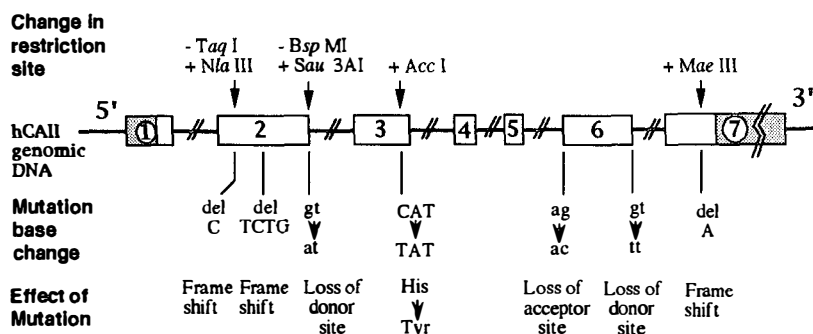 Change in restriction site
- Taq I
+ Nla III
- Bsp MI
+ Sau 3AI
+ Acc I
+ Mae III
5'
3'
hCAII genomic DNA
1
2
3
4
5
6
7
Mutation base change
del C
del TCTG
gt
at
CAT
TAT
ag
ac
gt
tt
del A
Effect of Mutation
Frame shift
Frame shift
Loss of donor site
His
Tyr
Loss of acceptor site
Loss of donor site
Frame shift